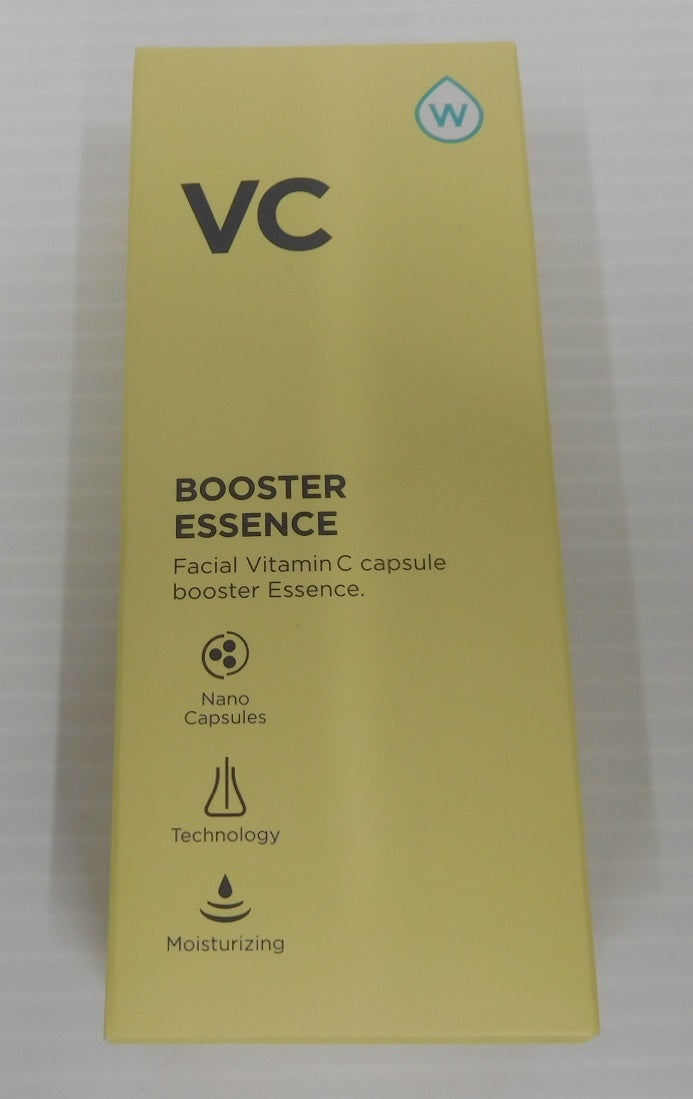 W
VC
BOOSTER
ESSENCE
Facial Vitamin C capsule
booster Essence.
Nano
Capsules
Technology
Moisturizing